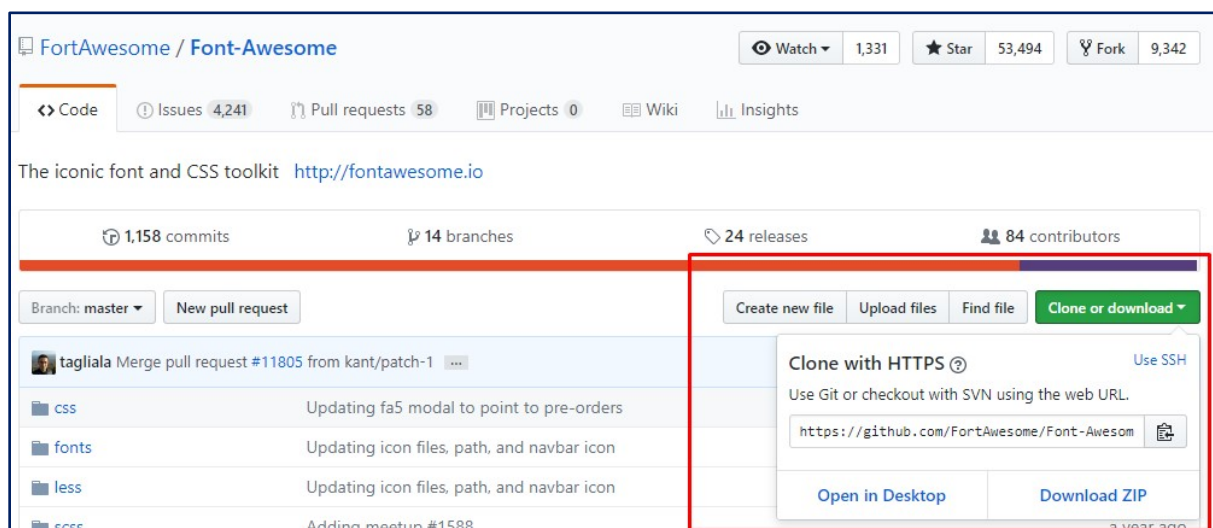 FortAwesome / Font-Awesome Watch 1,331 Star 53,494 Fork 9,342
Code Issues 4,241 Pull requests 58 Projects 0 Wiki Insights
The iconic font and CSS toolkit http://fontawesome.io
1,158 commits 14 branches 24 releases 84 contributors
Branch: master New pull request Create new file Upload files Find file Clone or download
tagliala Merge pull request #11805 from kant/patch-1 ...
Clone with HTTPS ? Use SSH
Use Git or checkout with SVN using the web URL.
css Updating fa5 modal to point to pre-orders
https://github.com/FortAwesome/Font-Awesom
fonts Updating icon files, path, and navbar icon
less Updating icon files, path, and navbar icon
Open in Desktop Download ZIP
scss Adding meetup #1588 a year ago